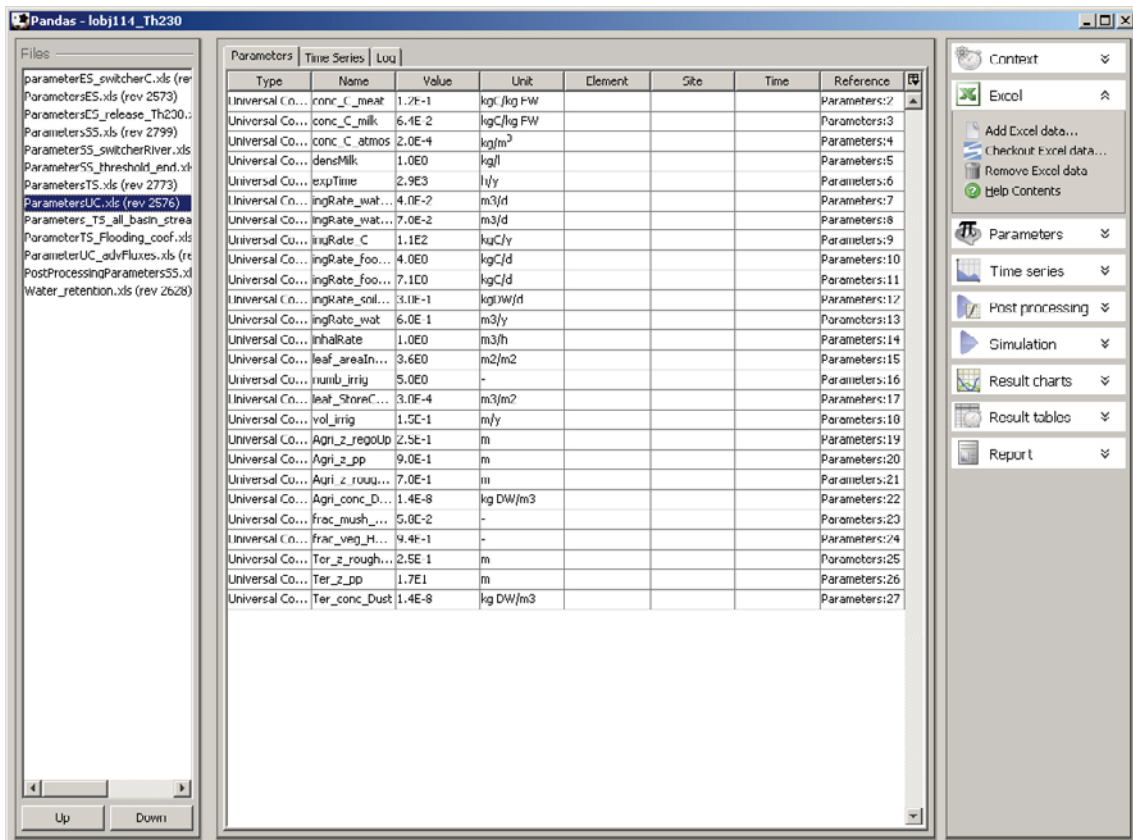 Pandas - lobj114_Th230
Files
parameterES_switcherC.xls (rev
ParametersES.xls (rev 2573)
ParametersES_release_Th230.
ParametersSS.xls (rev 2799)
ParametersSS_switcherRiver.xls
ParametersSS_threshold_end.xl
ParametersTS.xls (rev 2773)
ParametersUC.xls (rev 2576)
Parameters_TS_all_basin_strea
ParameterTS_Flooding_coef.xls
ParameterUC_advFluxes.xls (re
PostProcessingParametersSS.xl
Water_retention.xls (rev 2628)
Up Down
Parameters Time Series Log
Type Name Value Unit Element Site Time Reference
Universal Co... conc_C_meat 1.2E-1 kgC/kg FW Parameters:2
Universal Co... conc_C_milk 6.4E-2 kgC/kg FW Parameters:3
Universal Co... conc_C_atmos 2.0E-4 kg/m³ Parameters:4
Universal Co... densMilk 1.0E0 kg/l Parameters:5
Universal Co... expTime 2.9E3 h/y Parameters:6
Universal Co... ingRate_wat... 4.0E-2 m3/d Parameters:7
Universal Co... ingRate_wat... 7.0E-2 m3/d Parameters:8
Universal Co... ingRate_C 1.1E2 kgC/y Parameters:9
Universal Co... ingRate_foo... 4.0E0 kgC/d Parameters:10
Universal Co... ingRate_foo... 7.1E0 kgC/d Parameters:11
Universal Co... ingRate_soil... 3.0E-1 kgDW/d Parameters:12
Universal Co... ingRate_wat 6.0E-1 m3/y Parameters:13
Universal Co... inhalRate 1.0E0 m3/h Parameters:14
Universal Co... leaf_areaIn... 3.6E0 m2/m2 Parameters:15
Universal Co... numb_irrig 5.0E0 - Parameters:16
Universal Co... leaf_StoreC... 3.0E-4 m3/m2 Parameters:17
Universal Co... vol_irrig 1.5E-1 m/y Parameters:18
Universal Co... Agri_z_regoUp 2.5E-1 m Parameters:19
Universal Co... Agri_z_pp 9.0E-1 m Parameters:20
Universal Co... Agri_z_roug... 7.0E-1 m Parameters:21
Universal Co... Agri_conc_D... 1.4E-8 kg DW/m3 Parameters:22
Universal Co... frac_mush_... 5.8E-2 - Parameters:23
Universal Co... frac_veg_H... 9.4E-1 - Parameters:24
Universal Co... Ter_z_rough... 2.5E-1 m Parameters:25
Universal Co... Ter_z_pp 1.7E1 m Parameters:26
Universal Co... Ter_conc_Dust 1.4E-8 kg DW/m3 Parameters:27
Context
Excel
Add Excel data...
Checkout Excel data...
Remove Excel data
Help Contents
Parameters
Time series
Post processing
Simulation
Result charts
Result tables
Report